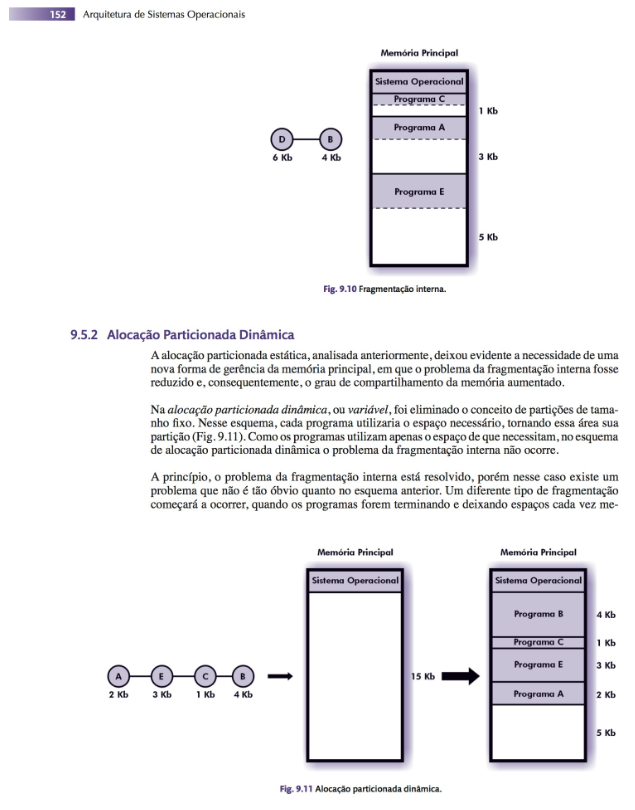 152 Arquitetura de Sistemas Operacionais
Memória Principal
Sistema Operacional
Programa C
1 Kb
Programa A
D B
6 Kb 4 Kb
3 Kb
Programa E
5 Kb
Fig. 9.10 Fragmentação interna.
9.5.2 Alocação Particionada Dinâmica
A alocação particionada estática, analisada anteriormente, deixou evidente a necessidade de uma
nova forma de gerência da memória principal, em que o problema da fragmentação interna fosse
reduzido e, consequentemente, o grau de compartilhamento da memória aumentado.
Na alocação particionada dinâmica, ou variável, foi eliminado o conceito de partições de tama-
nho fixo. Nesse esquema, cada programa utilizaria o espaço necessário, tornando essa área sua
partição (Fig. 9.11). Como os programas utilizam apenas o espaço de que necessitam, no esquema
de alocação particionada dinâmica o problema da fragmentação interna não ocorre.
A princípio, o problema da fragmentação interna está resolvido, porém nesse caso existe um
problema que não é tão óbvio quanto no esquema anterior. Um diferente tipo de fragmentação
começará a ocorrer, quando os programas forem terminando e deixando espaços cada vez me-
Memória Principal
Sistema Operacional
A E C B
2 Kb 3 Kb 1 Kb 4 Kb
15 Kb
Memória Principal
Sistema Operacional
Programa B 4 Kb
Programa C 1 Kb
Programa E 3 Kb
Programa A 2 Kb
5 Kb
Fig. 9.11 Alocação particionada dinâmica.